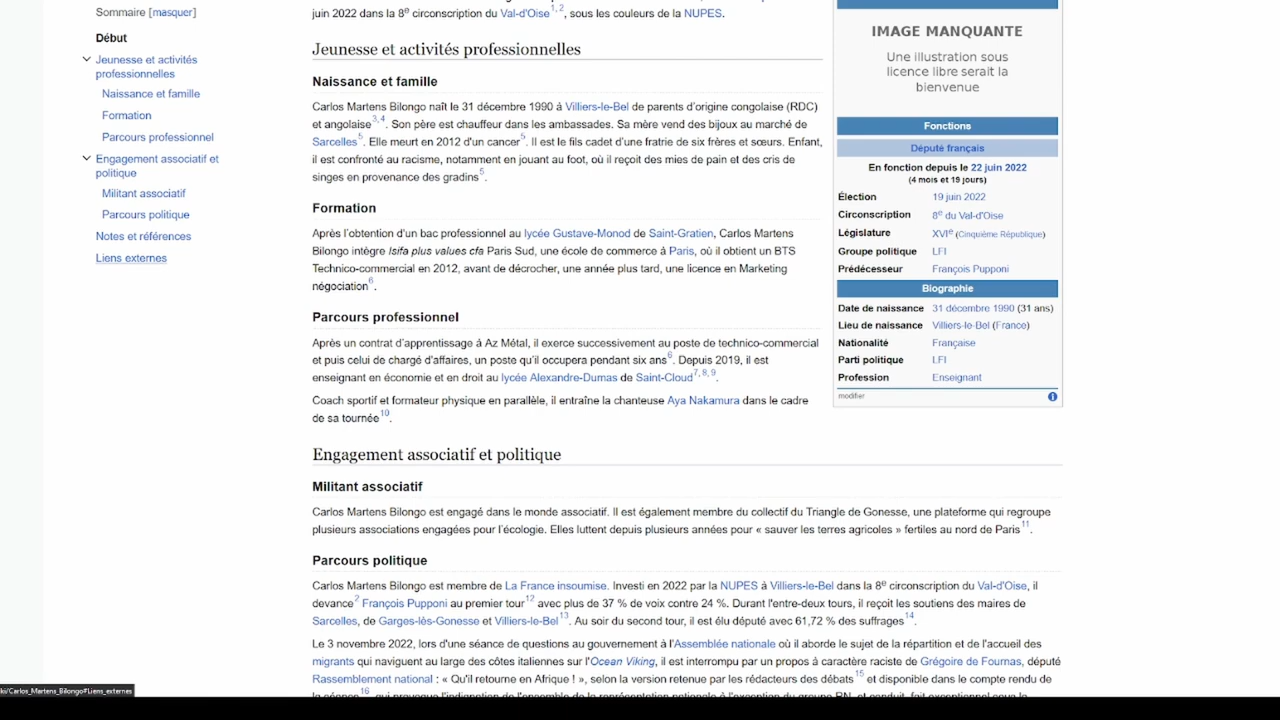 Sommaire [masquer]
Début
Jeunesse et activités
professionnelles
Naissance et famille
Formation
Parcours professionnel
Engagement associatif et
politique
Militant associatif
Parcours politique
Notes et références
Liens externes
juin 2022 dans la 8e circonscription du Val-d'Oise1, 2, sous les couleurs de la NUPES.
Jeunesse et activités professionnelles
Naissance et famille
Carlos Martens Bilongo naît le 31 décembre 1990 à Villiers-le-Bel de parents d'origine congolaise (RDC)
et angolaise3, 4. Son père est chauffeur dans les ambassades. Sa mère vend des bijoux au marché de
Sarcelles5. Elle meurt en 2012 d'un cancer5. Il est le fils cadet d'une fratrie de six frères et sœurs. Enfant,
il est confronté au racisme, notamment en jouant au foot, où il reçoit des mies de pain et des cris de
singes en provenance des gradins5.
Formation
Après l'obtention d'un bac professionnel au lycée Gustave-Monod de Saint-Gratien, Carlos Martens
Bilongo intègre Isifa plus values cfa Paris Sud, une école de commerce à Paris, où il obtient un BTS
Technico-commercial en 2012, avant de décrocher, une année plus tard, une licence en Marketing
négociation6.
Parcours professionnel
Après un contrat d'apprentissage à Az Métal, il exerce successivement au poste de technico-commercial
et puis celui de chargé d'affaires, un poste qu'il occupera pendant six ans6. Depuis 2019, il est
enseignant en économie et en droit au lycée Alexandre-Dumas de Saint-Cloud7, 8, 9.
Coach sportif et formateur physique en parallèle, il entraîne la chanteuse Aya Nakamura dans le cadre
de sa tournée10.
Engagement associatif et politique
Militant associatif
Carlos Martens Bilongo est engagé dans le monde associatif. Il est également membre du collectif du Triangle de Gonesse, une plateforme qui regroupe
plusieurs associations engagées pour l'écologie. Elles luttent depuis plusieurs années pour « sauver les terres agricoles » fertiles au nord de Paris11.
Parcours politique
Carlos Martens Bilongo est membre de La France insoumise. Investi en 2022 par la NUPES à Villiers-le-Bel dans la 8e circonscription du Val-d'Oise, il
devance2 François Pupponi au premier tour12 avec plus de 37 % de voix contre 24 %. Durant l'entre-deux tours, il reçoit les soutiens des maires de
Sarcelles, de Garges-lès-Gonesse et Villiers-le-Bel13. Au soir du second tour, il est élu député avec 61,72 % des suffrages14.
Le 3 novembre 2022, lors d'une séance de questions au gouvernement à l'Assemblée nationale où il aborde le sujet de la répartition et de l'accueil des
migrants qui naviguent au large des côtes italiennes sur l'Ocean Viking, il est interrompu par un propos à caractère raciste de Grégoire de Fournas, député
Rassemblement national : « Qu'il retourne en Afrique ! », selon la version retenue par les rédacteurs des débats15 et disponible dans le compte rendu de
la séance16, qui provoque l'indignation de l'ensemble de la représentation nationale à l'exception du groupe RN, et conduit, fait exceptionnel sous la
IMAGE MANQUANTE
Une illustration sous
licence libre serait la
bienvenue
Fonctions
Député français
En fonction depuis le 22 juin 2022
(4 mois et 19 jours)
Élection 19 juin 2022
Circonscription 8e du Val-d'Oise
Législature XVIe (Cinquième République)
Groupe politique LFI
Prédécesseur François Pupponi
Biographie
Date de naissance 31 décembre 1990 (31 ans)
Lieu de naissance Villiers-le-Bel (France)
Nationalité Française
Parti politique LFI
Profession Enseignant
modifier
ki/Carlos_Martens_Bilongo#Liens_externes